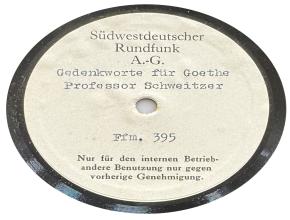 Südwestdeutscher
Rundfunk
A.-G.
Gedenkworte für Goethe
Professor Schweitzer
Ffm. 395
Nur für den internen Betrieb-
andere Benutzung nur gegen
vorherige Genehmigung.